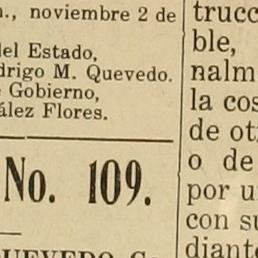 noviembre 2 de
del Estado,
drigo M. Quevedo.
Gobierno,
ález Flores.
No. 109.
trucc
ble,
nalm
la cos
de ot
o de
por u
con su
diant